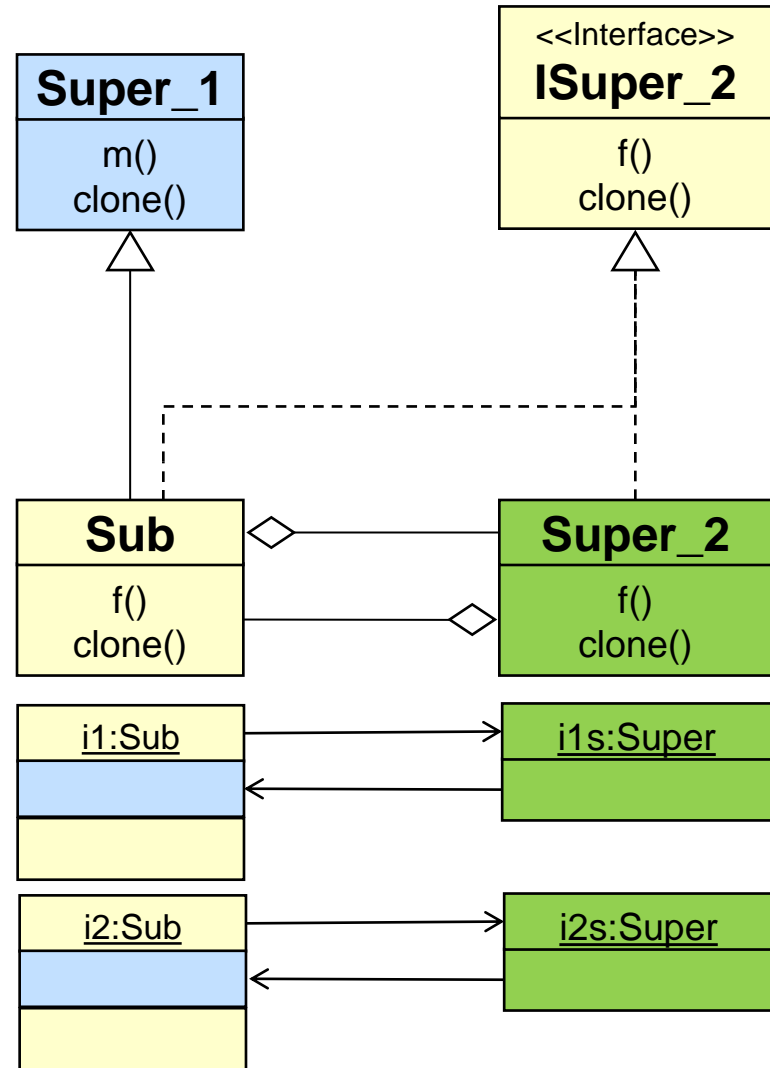 Super_1
m()
clone()
<<Interface>>
ISuper_2
f()
clone()
Sub
f()
clone()
Super_2
f()
clone()
i1:Sub
i1s:Super
i2:Sub
i2s:Super